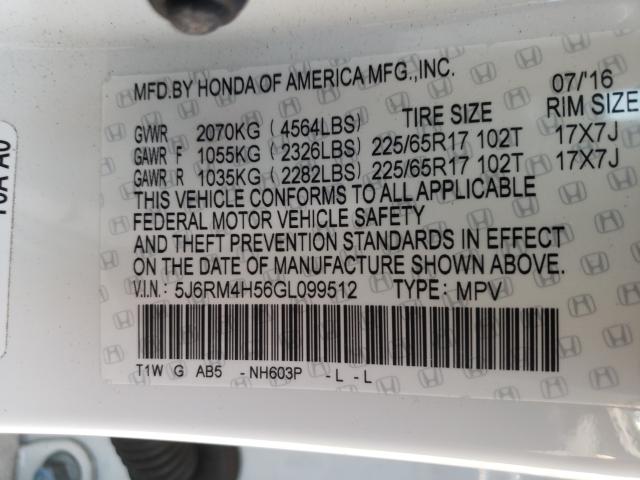 MFD.BY HONDA OF AMERICA MFG.,INC. 07/'16
TIRE SIZE RIM SIZE
GVWR 2070KG ( 4564LBS)
GAWR F 1055KG ( 2326LBS) 225/65R17 102T 17X7J
GAWR R 1035KG ( 2282LBS) 225/65R17 102T 17X7J
THIS VEHICLE CONFORMS TO ALL APPLICABLE
FEDERAL MOTOR VEHICLE SAFETY
AND THEFT PREVENTION STANDARDS IN EFFECT
ON THE DATE OF MANUFACTURE SHOWN ABOVE.
V.I.N.: 5J6RM4H56GL099512 TYPE: MPV
T1W G AB5 -NH603P -L -L